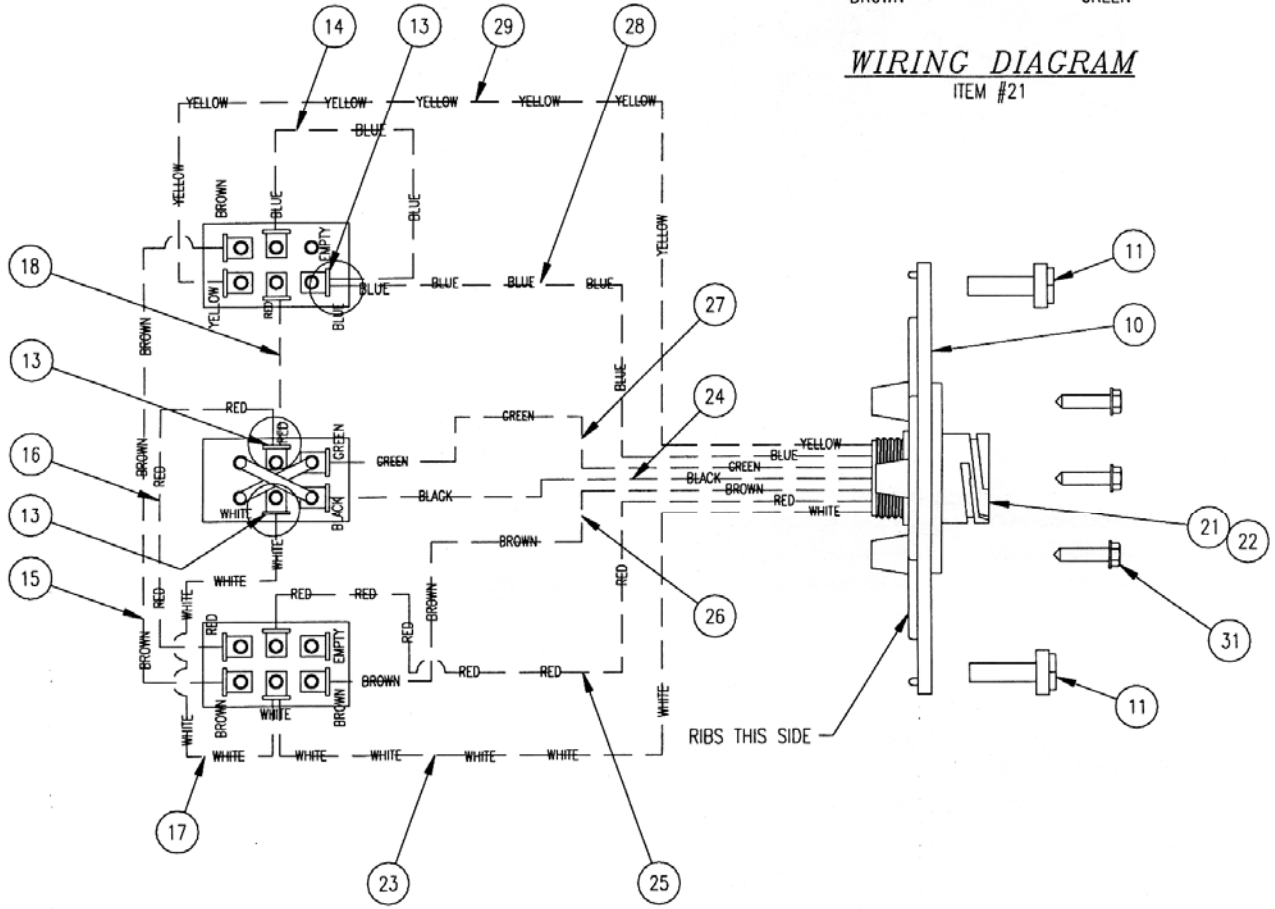 BROWN GREEN
WIRING DIAGRAM
ITEM #21
14
13
29
28
YELLOW YELLOW YELLOW YELLOW YELLOW
BLUE
YELLOW
BROWN
BLUE
BLUE
EMPTY
YELLOW
11
18
YELLOW
RED
BLUE
BLUE
BLUE BLUE BLUE
27
10
BROWN
13
BLUE
24
RED
RED
GREEN
GREEN
GREEN
YELLOW
BLUE
GREEN
BLACK
BROWN
RED
WHITE
16
BROWN
RED
WHITE
BLACK
BLACK
13
21
22
WHITE
BROWN
WHITE
15
RED
WHITE
RED RED
BROWN
RED
26
31
RED
EMPTY
RED
BROWN
BROWN
RED RED
WHITE
BROWN
WHITE
BROWN
WHITE
RIBS THIS SIDE
11
WHITE WHITE WHITE WHITE WHITE
17
23
25